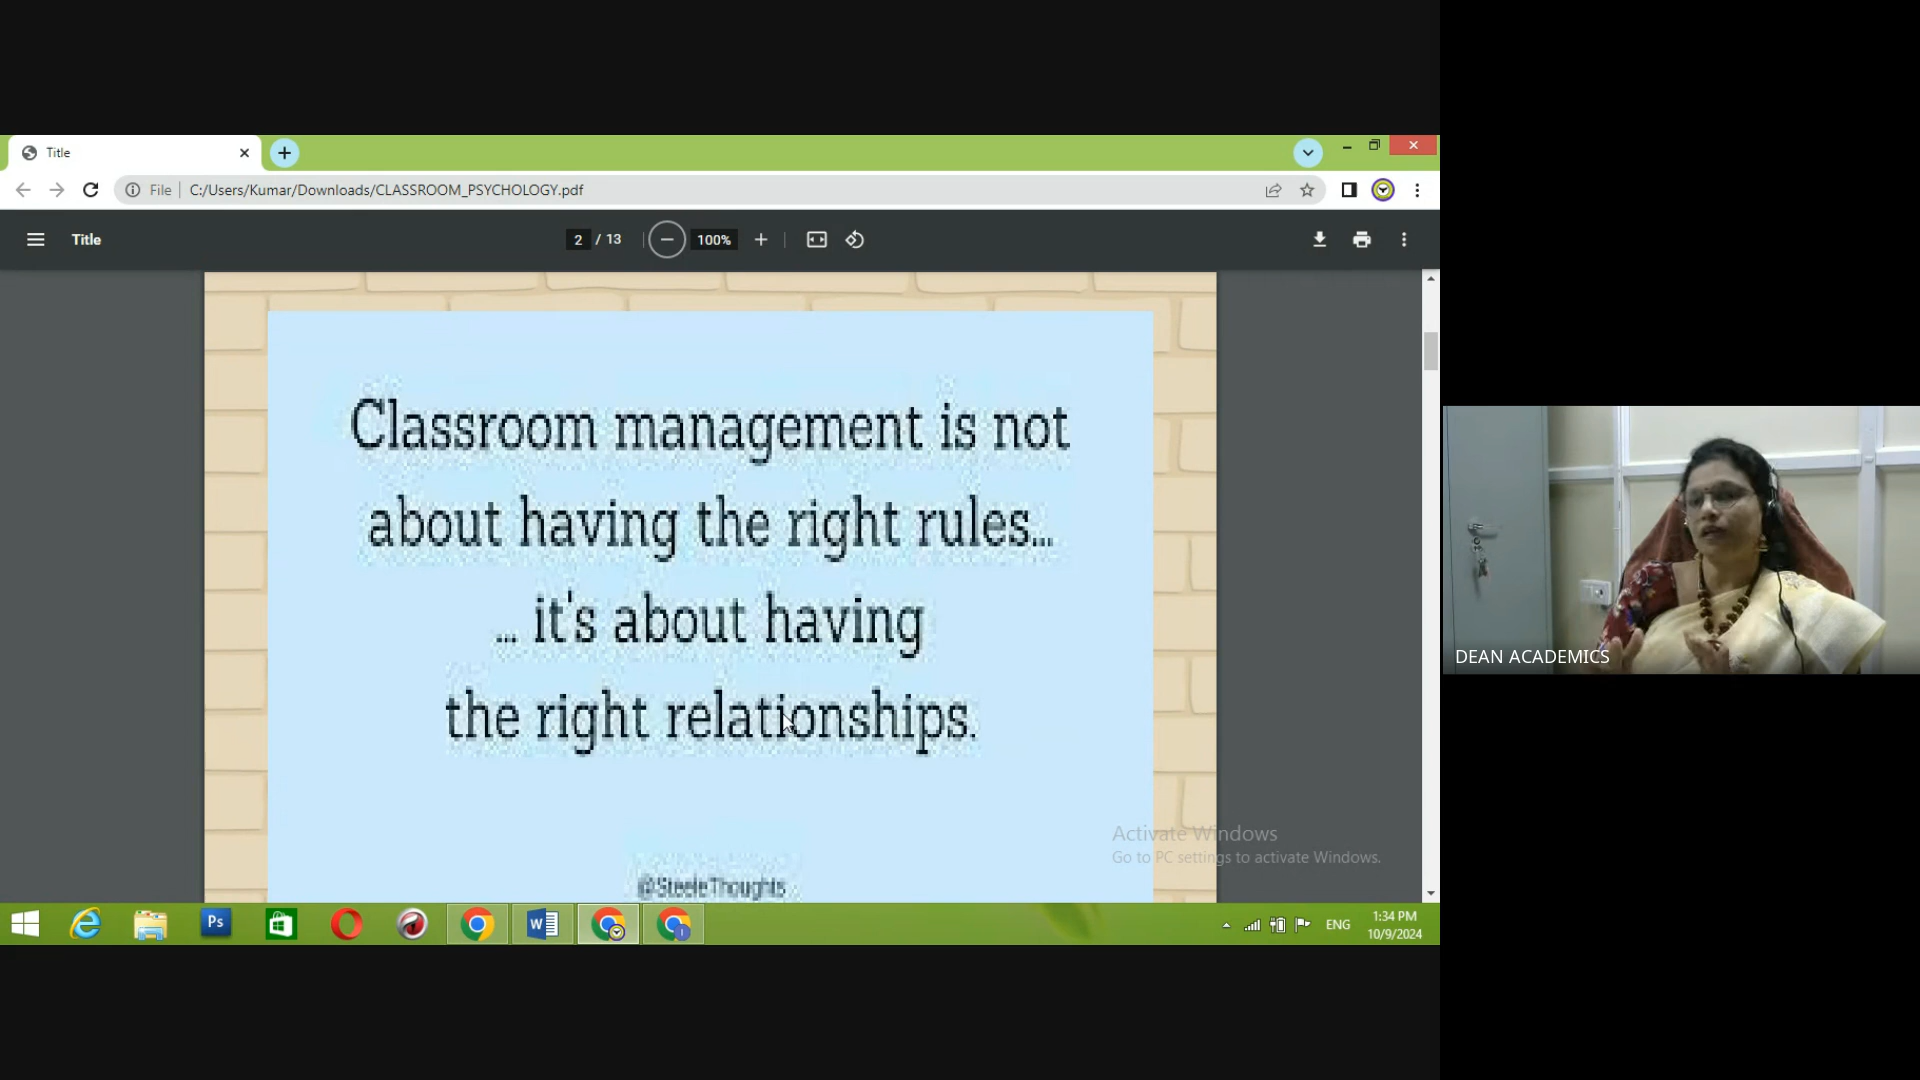 Title
File
C:/Users/Kumar/Downloads/CLASSROOM_PSYCHOLOGY.pdf
Title
2 / 13
100%
Classroom management is not
about having the right rules...
... it's about having
the right relationships.
@SteeleThoughts
Activate Windows
Go to PC settings to activate Windows.
DEAN ACADEMICS
Ps
W
ENG
1:34 PM
10/9/2024